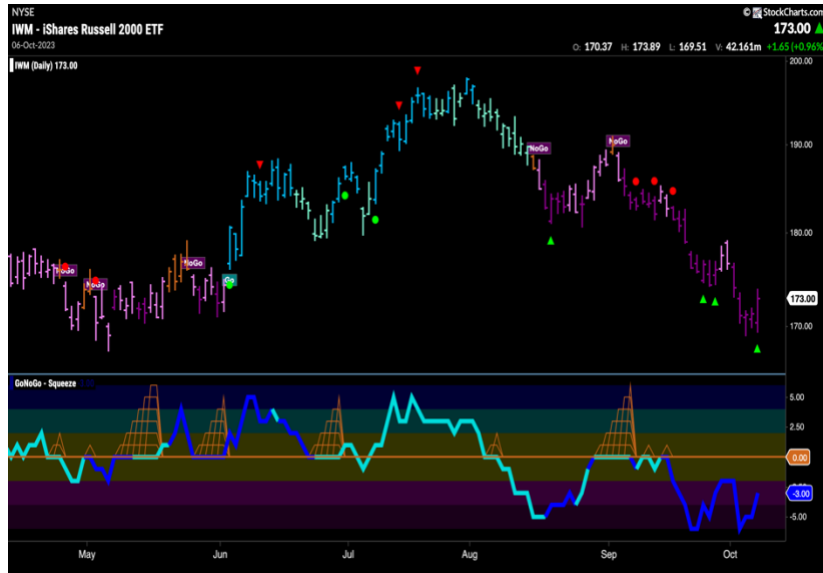 NYSE
© StockCharts.com
IWM - iShares Russell 2000 ETF
173.00
06-Oct-2023
O: 170.37 H: 173.89 L: 169.51 V: 42.161m +1.65 (+0.96%
IWM (Daily) 173.00
200.00
NoGo
NoGo
190.00
180.00
NoGo
NoGo
NoGo
Go
173.00
170.00
GoNoGo - Squeeze
5.00
2.50
0.00
-3.00
-5.00
May
Jun
Jul
Aug
Sep
Oct